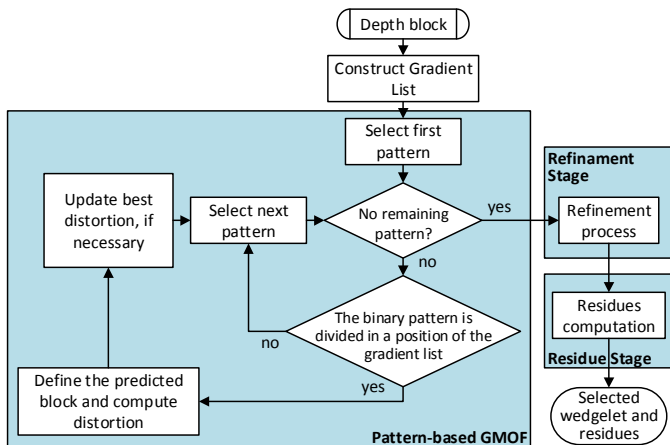 Depth block
Construct Gradient
List
Select first
pattern
Refinament
Stage
Update best
distortion, if
necessary
Select next
pattern
No remaining
pattern?
yes
Refinement
process
no
The binary pattern is
divided in a position of the
gradient list
no
yes
Residues
computation
Residue Stage
Define the predicted
block and compute
distortion
Selected
wedgelet and
residues
Pattern-based GMOF